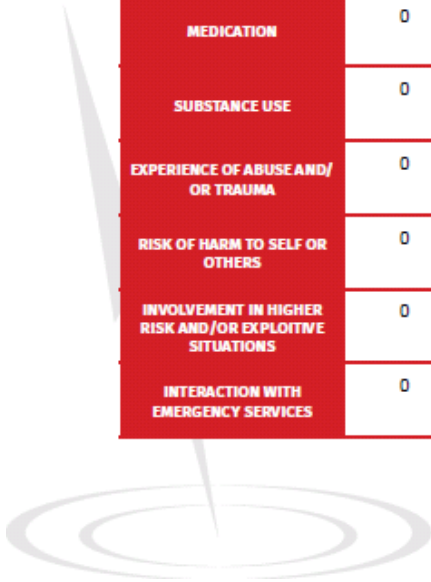 MEDICATION 0
SUBSTANCE USE 0
EXPERIENCE OF ABUSE AND/ 0
OR TRAUMA
RISK OF HARM TO SELF OR 0
OTHERS
INVOLVEMENT IN HIGHER 0
RISK AND/OR EXPLOITIVE
SITUATIONS
INTERACTION WITH 0
EMERGENCY SERVICES